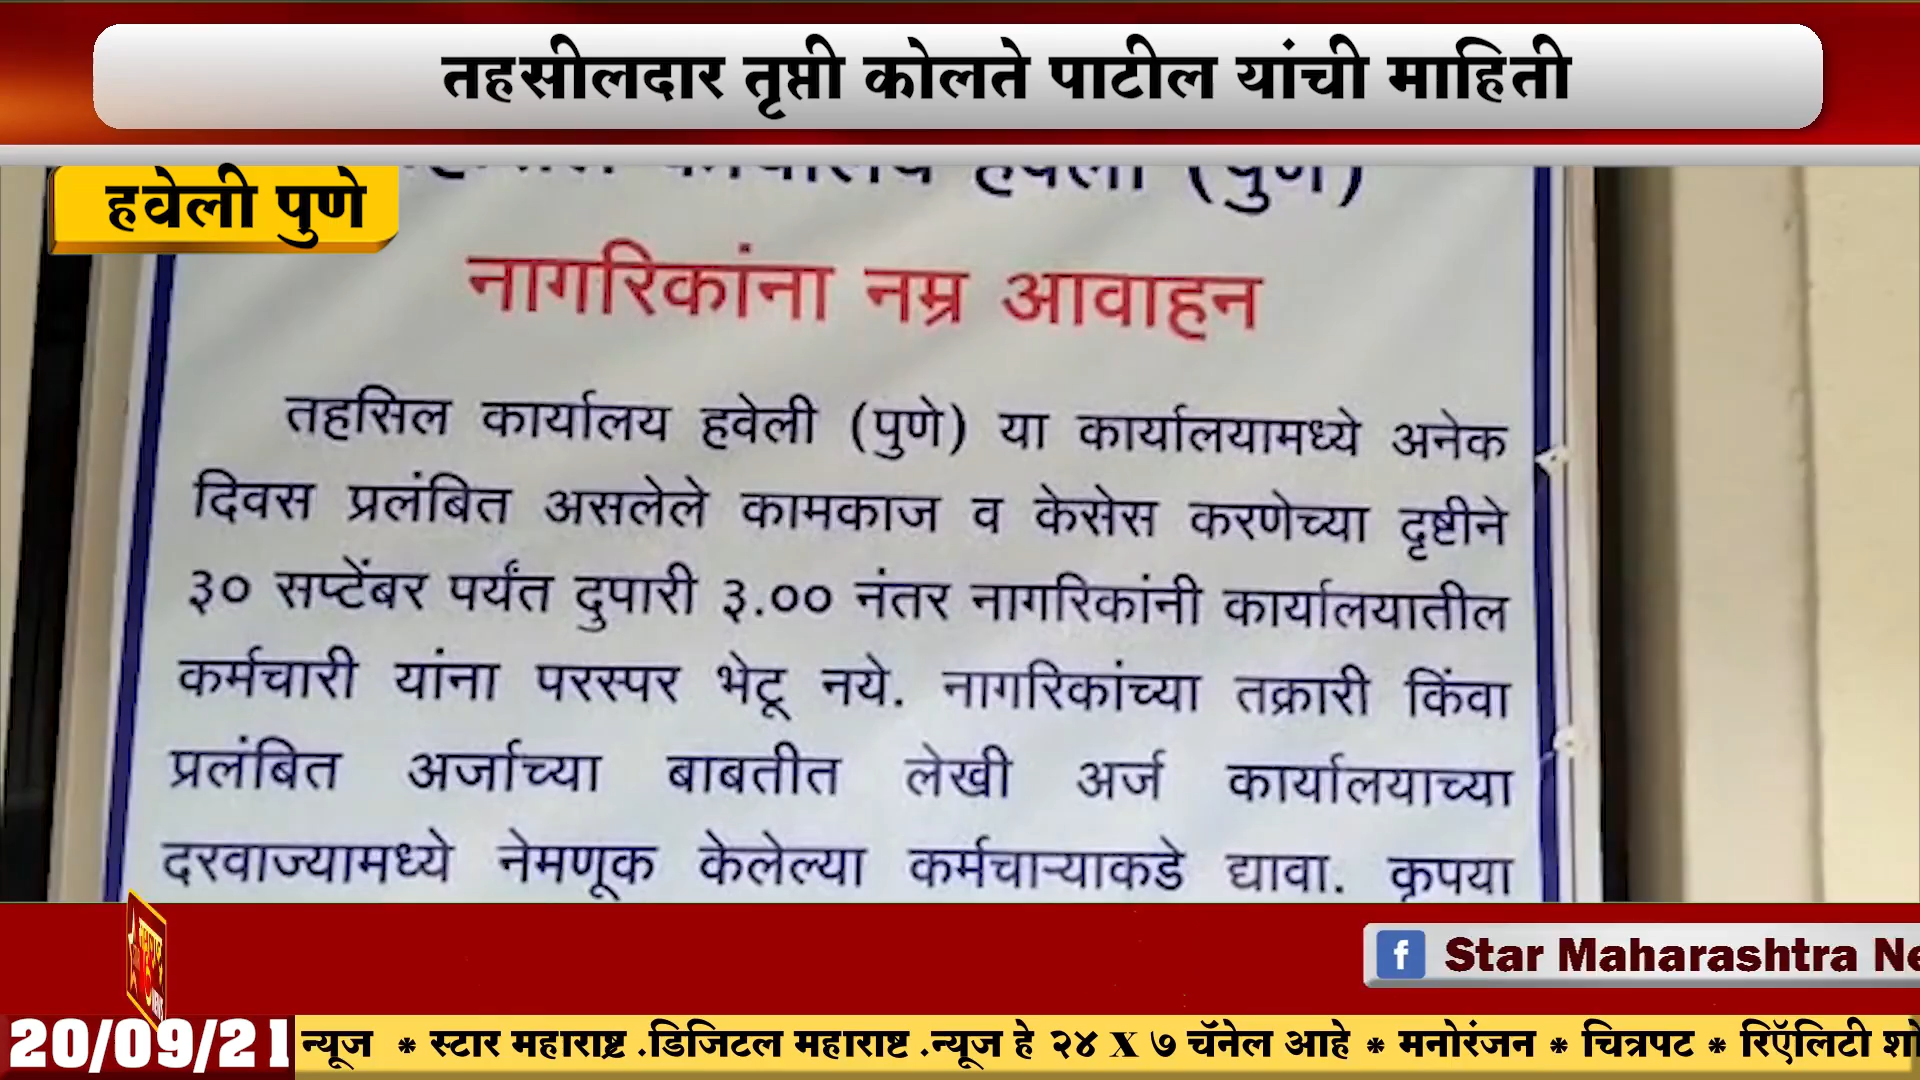 तहसीलदार तृप्ती कोलते पाटील यांची माहिती
हवेली पुणे
कार्यालय हवेली (पुणे)
नागरिकांना नम्र आवाहन
तहसिल कार्यालय हवेली (पुणे) या कार्यालयामध्ये अनेक
दिवस प्रलंबित असलेले कामकाज व केसेस करणेच्या दृष्टीने
३० सप्टेंबर पर्यंत दुपारी ३.०० नंतर नागरिकांनी कार्यालयातील
कर्मचारी यांना परस्पर भेटू नये. नागरिकांच्या तक्रारी किंवा
प्रलंबित अर्जाच्या बाबतीत लेखी अर्ज कार्यालयाच्या
दरवाज्यामध्ये नेमणूक केलेल्या कर्मचाऱ्याकडे द्यावा. कृपया
f Star Maharashtra Ne
20/09/21 न्यूज * स्टार महाराष्ट्र .डिजिटल महाराष्ट .न्यूज हे २४ X ७ चॅनेल आहे * मनोरंजन * चित्रपट * रिऍलिटी शो